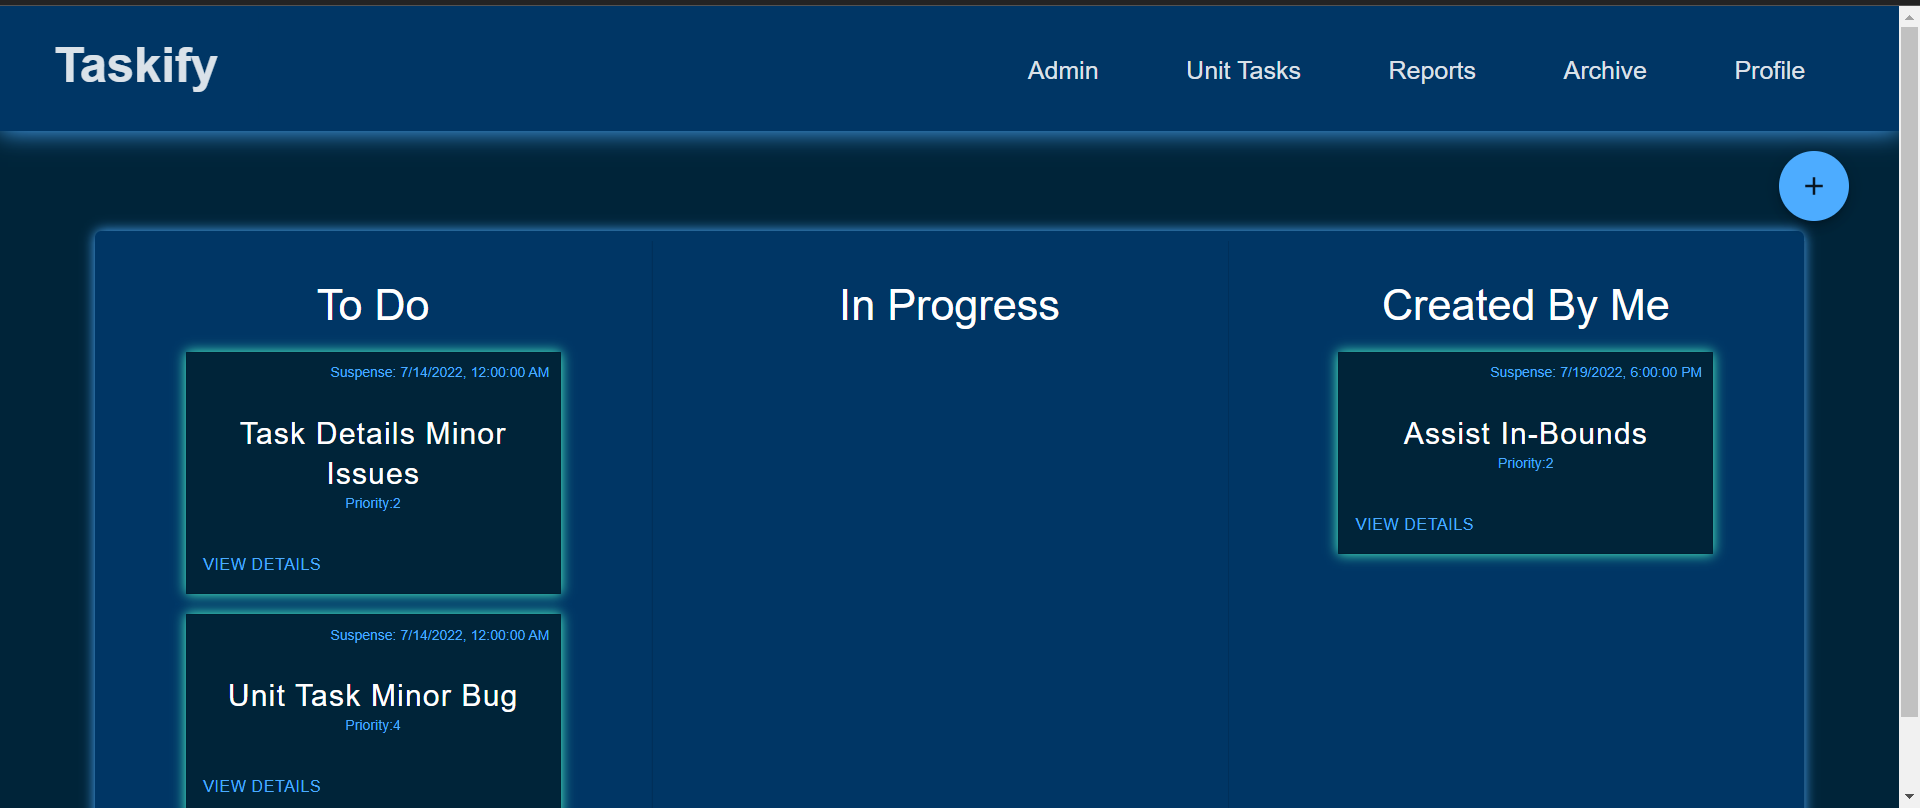 Taskify
Admin
Unit Tasks
Reports
Archive
Profile
+
To Do
Suspense: 7/14/2022, 12:00:00 AM
Task Details Minor
Issues
Priority:2
VIEW DETAILS
Suspense: 7/14/2022, 12:00:00 AM
Unit Task Minor Bug
Priority:4
VIEW DETAILS
In Progress
Created By Me
Suspense: 7/19/2022, 6:00:00 PM
Assist In-Bounds
Priority:2
VIEW DETAILS